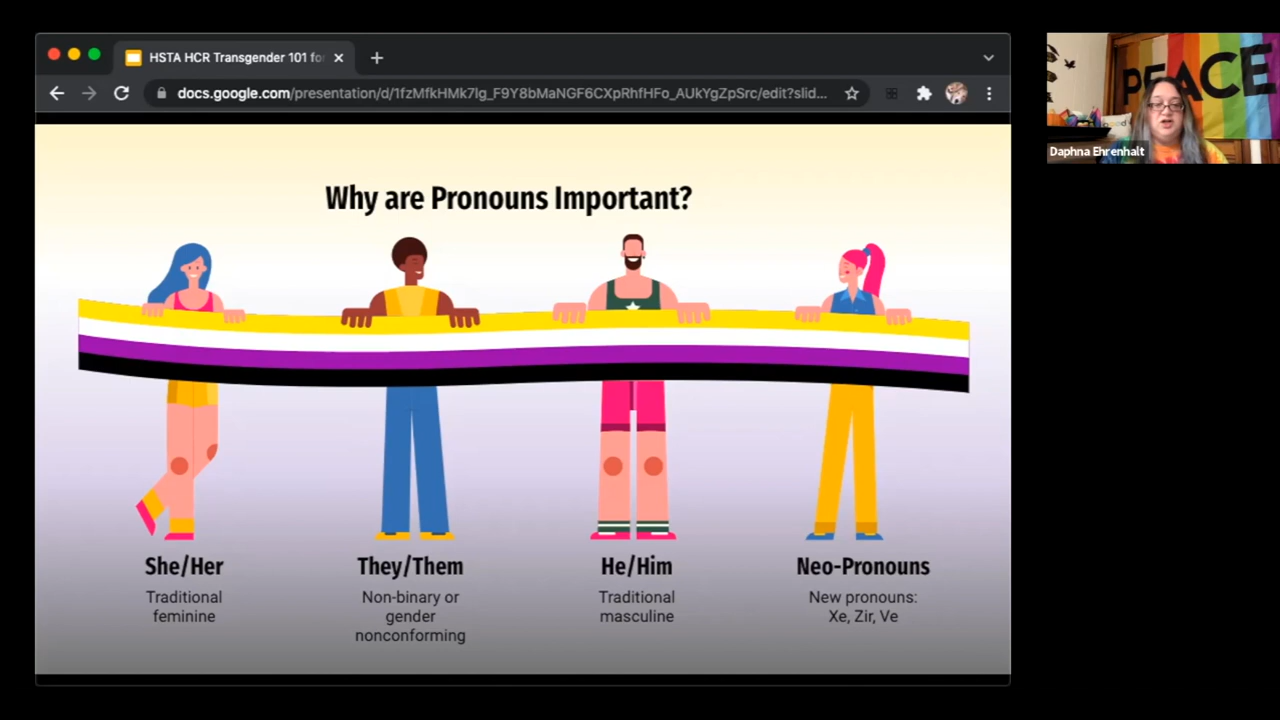 HSTA HCR Transgender 101 for
docs.google.com/presentation/d/1fzMfkHMk7Ig_F9Y8bMaNGF6CXpRhfHFo_AUkYgZpSrc/edit?slid...
PEACE
Daphna Ehrenhalt
Why are Pronouns Important?
She/Her
Traditional
feminine
They/Them
Non-binary or
gender
nonconforming
He/Him
Traditional
masculine
Neo-Pronouns
New pronouns:
Xe, Zir, Ve